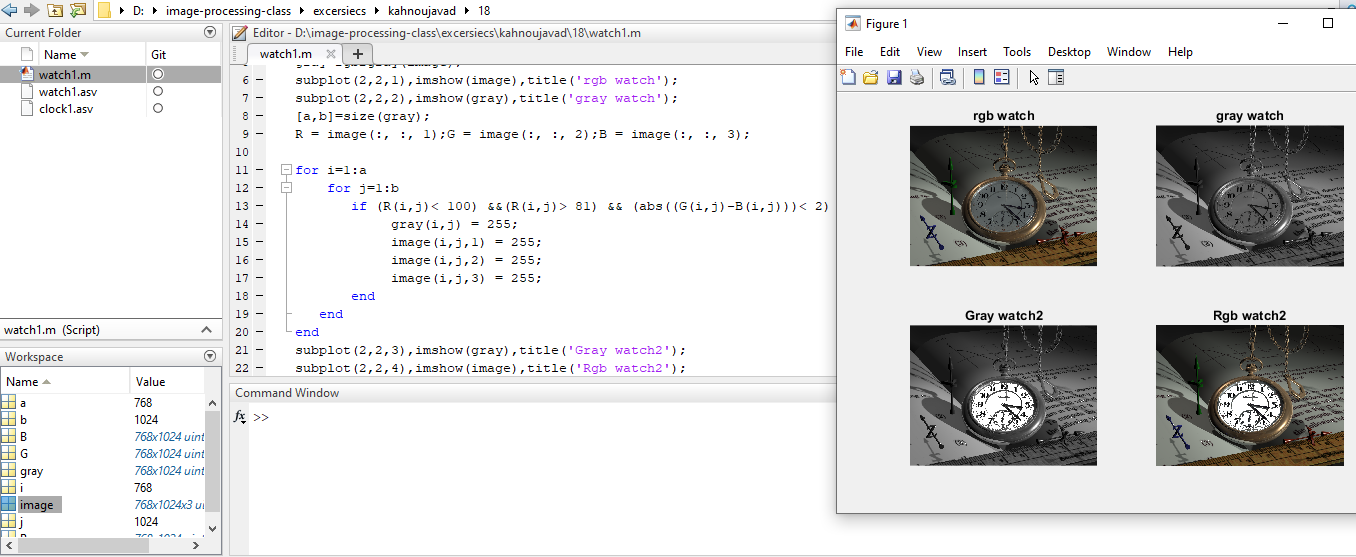 D: image-processing-class excersiecs kahnoujavad 18
Current Folder
Name Git
watch1.m
watch1.asv
clock1.asv
watch1.m (Script)
Workspace
Name Value
a 768
b 1024
B 768x1024 uint
G 768x1024 uint
gray 768x1024 uint
i 768
image 768x1024x3 ui
j 1024
Editor - D:\image-processing-class\excersiecs\kahnoujavad\18\watch1.m
watch1.m
6 subplot(2,2,1),imshow(image),title('rgb watch');
7 subplot(2,2,2),imshow(gray),title('gray watch');
8 [a,b]=size(gray);
9 R = image(:, :, 1);G = image(:, :, 2);B = image(:, :, 3);
10
11 for i=1:a
12 for j=1:b
13 if (R(i,j)< 100) &&(R(i,j)> 81) && (abs((G(i,j)-B(i,j)))< 2)
14 gray(i,j) = 255;
15 image(i,j,1) = 255;
16 image(i,j,2) = 255;
17 image(i,j,3) = 255;
18 end
19 end
20 end
21 subplot(2,2,3),imshow(gray),title('Gray watch2');
22 subplot(2,2,4),imshow(image),title('Rgb watch2');
Command Window
fx >>
Figure 1
File Edit View Insert Tools Desktop Window Help
rgb watch
gray watch
Gray watch2
Rgb watch2